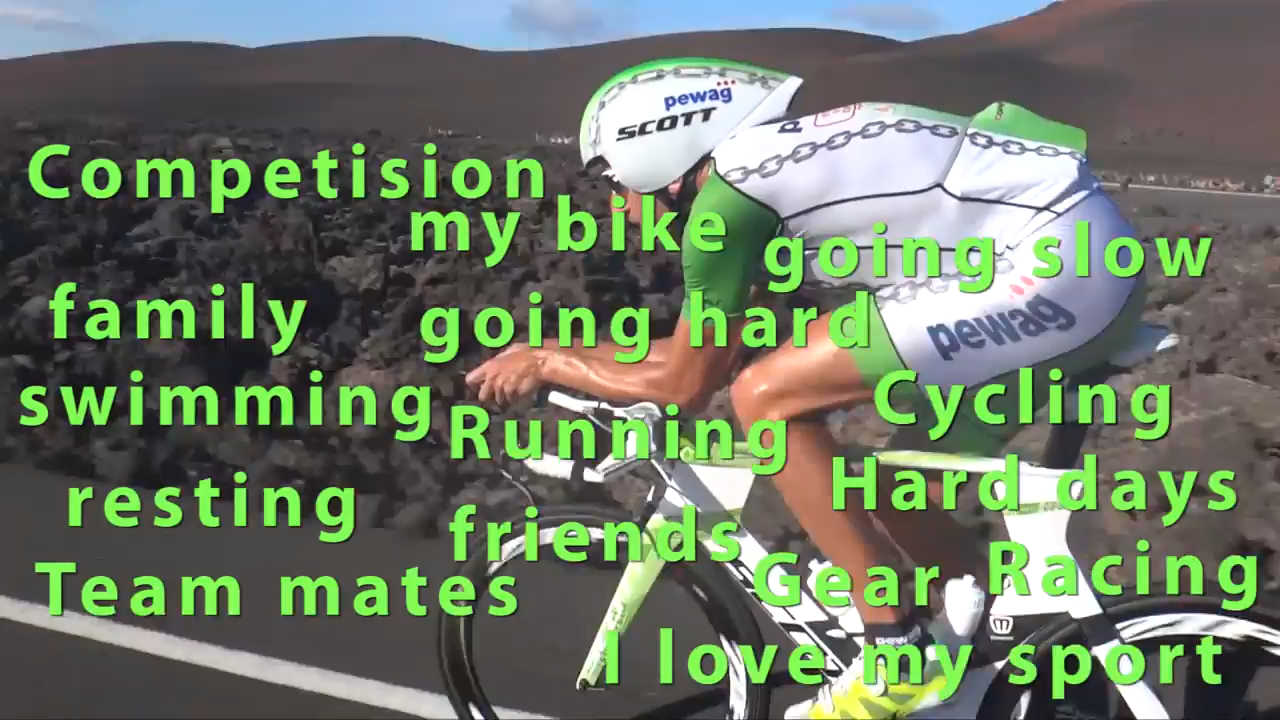 pewag
SCOTT
Competision
my bike
going slow
family
going hard
pewag
swimming
Running
Cycling
resting
friends
Hard days
Team mates
Gear
Racing
I love my sport